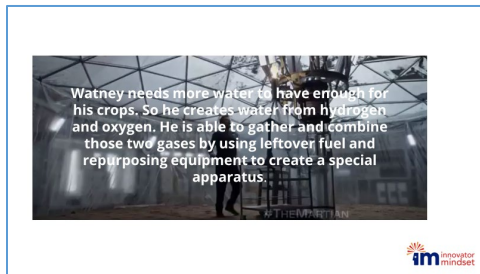 Watney needs more water to have enough for
his crops. So he creates water from hydrogen
and oxygen. He is able to gather and combine
those two gases by using leftover fuel and
repurposing equipment to create a special
apparatus.
#THEMARTIAN
im innovator
mindset